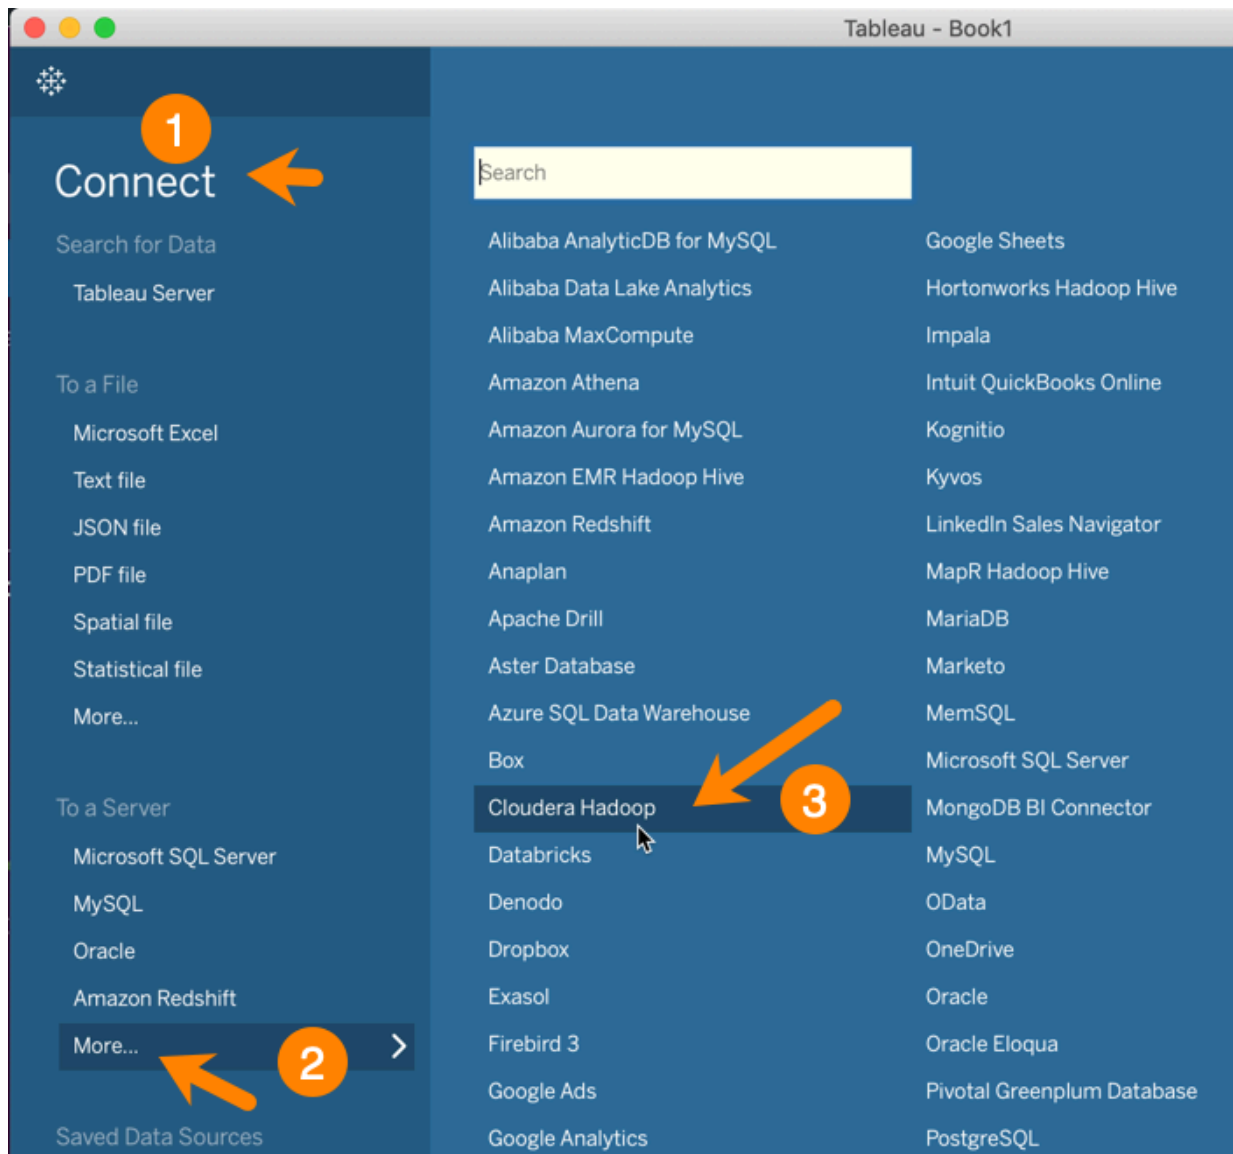 Tableau - Book1
1
Connect
Search for Data
Tableau Server
To a File
Microsoft Excel
Text file
JSON file
PDF file
Spatial file
Statistical file
More...
To a Server
Microsoft SQL Server
MySQL
Oracle
Amazon Redshift
More...
2
Saved Data Sources
Search
Alibaba AnalyticDB for MySQL
Alibaba Data Lake Analytics
Alibaba MaxCompute
Amazon Athena
Amazon Aurora for MySQL
Amazon EMR Hadoop Hive
Amazon Redshift
Anaplan
Apache Drill
Aster Database
Azure SQL Data Warehouse
Box
Cloudera Hadoop
3
Databricks
Denodo
Dropbox
Exasol
Firebird 3
Google Ads
Google Analytics
Google Sheets
Hortonworks Hadoop Hive
Impala
Intuit QuickBooks Online
Kognitio
Kyvos
LinkedIn Sales Navigator
MapR Hadoop Hive
MariaDB
Marketo
MemSQL
Microsoft SQL Server
MongoDB BI Connector
MySQL
OData
OneDrive
Oracle
Oracle Eloqua
Pivotal Greenplum Database
PostgreSQL